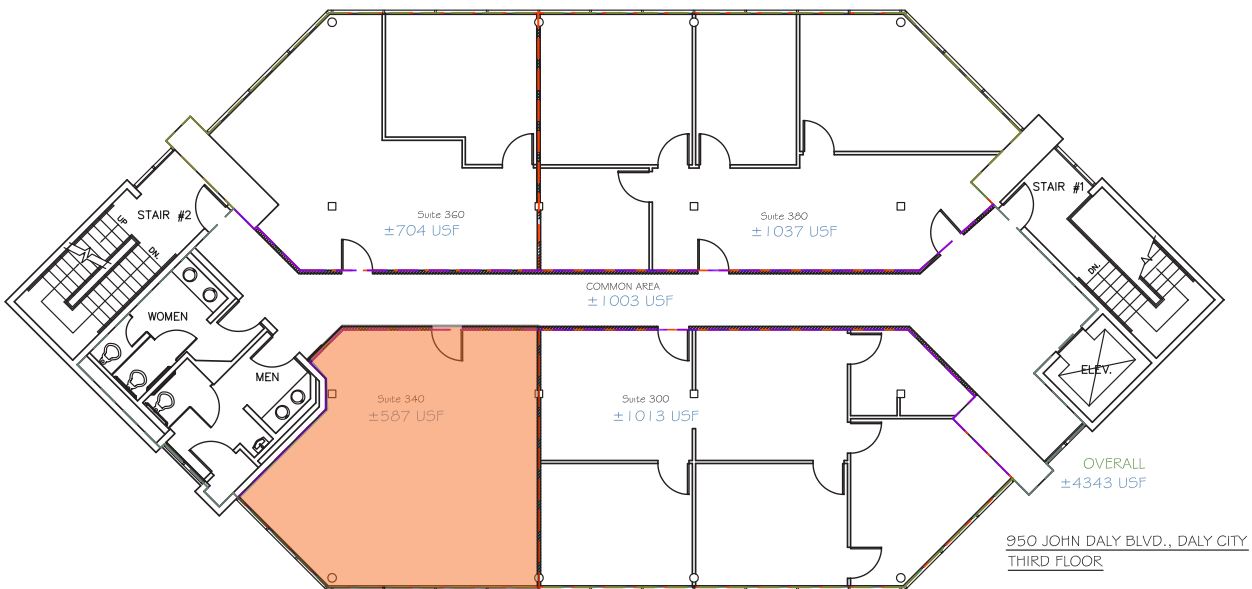 STAIR #2
UP
DN.
Suite 360
±704 USF
Suite 380
±1037 USF
STAIR #1
DN.
COMMON AREA
±1003 USF
WOMEN
MEN
Suite 340
±587 USF
Suite 300
±1013 USF
ELEV.
OVERALL
±4343 USF
950 JOHN DALY BLVD., DALY CITY
THIRD FLOOR